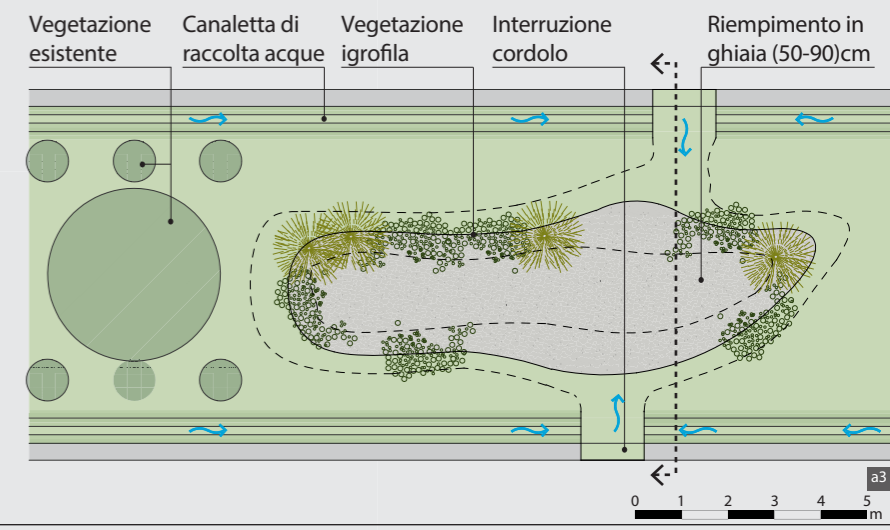 Vegetazione
esistente
Canaletta di
raccolta acque
Vegetazione
igrofila
Interruzione
cordolo
Riempimento in
ghiaia (50-90)cm
a3
0 1 2 3 4 5
m